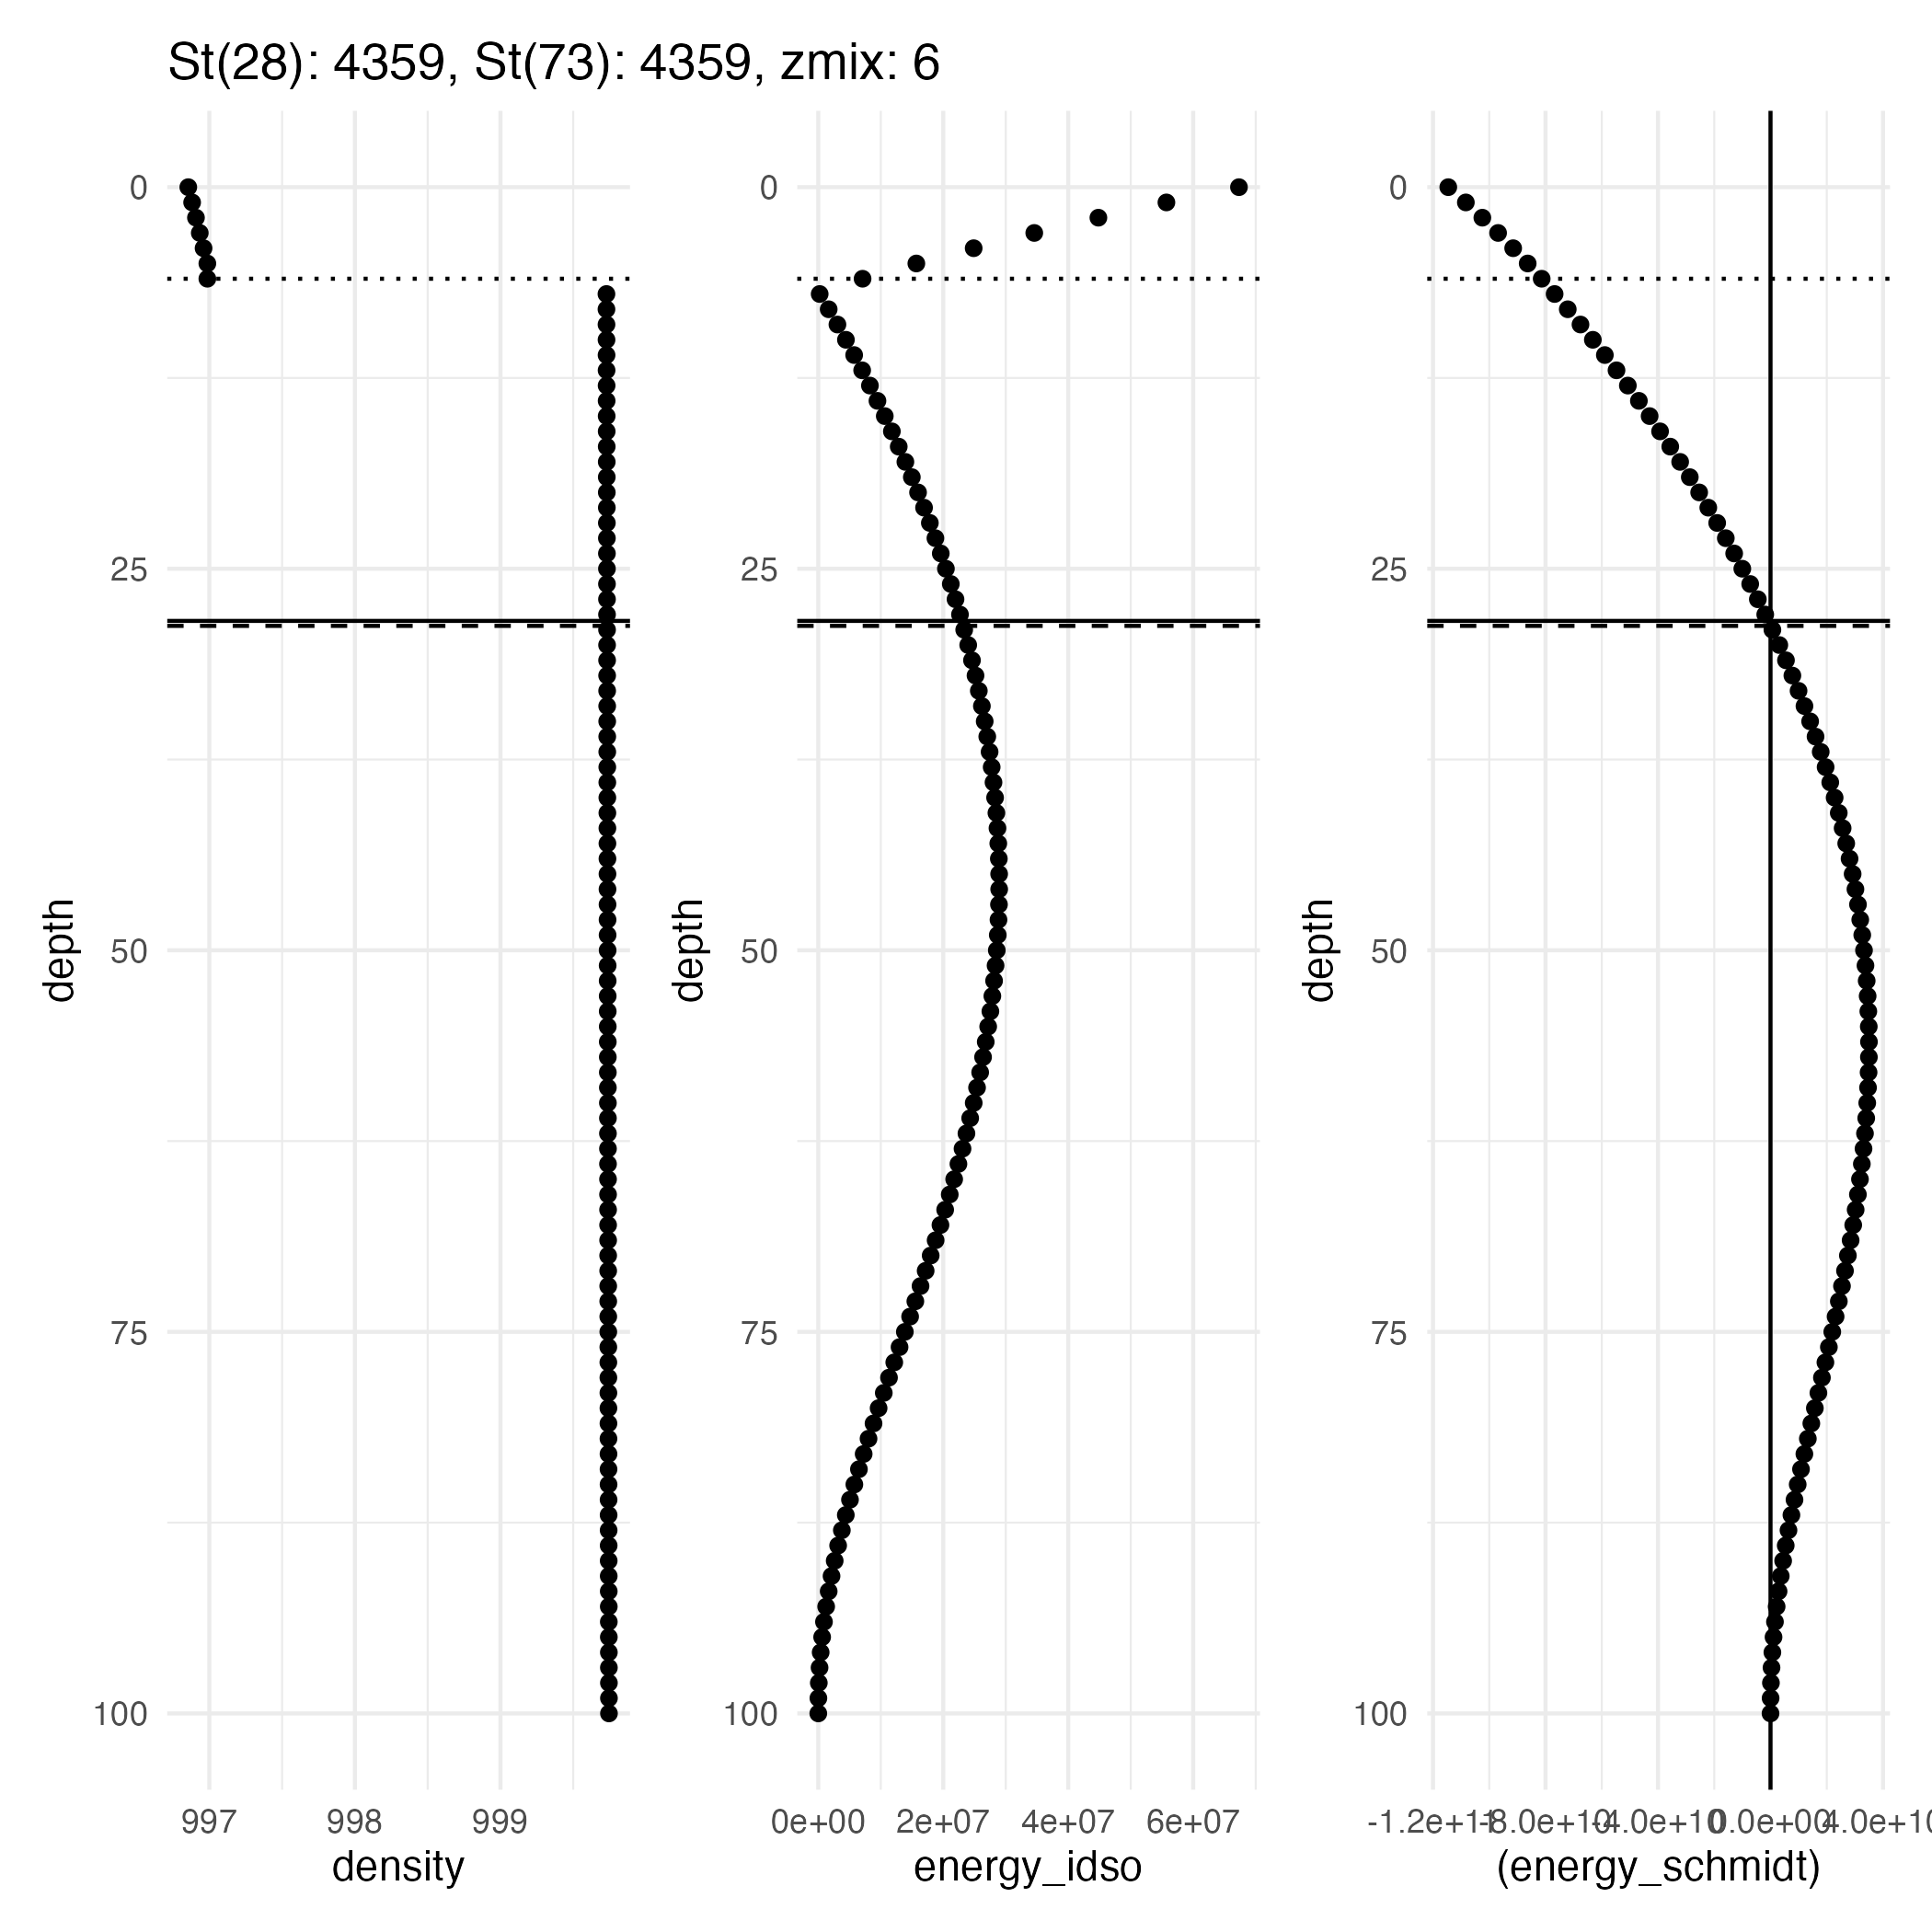 St(28): 4359, St(73): 4359, zmix: 6
0
25
50
75
100
depth
997
998
999
density
0
25
50
75
100
depth
0e+00
2e+07
4e+07
6e+07
energy_idso
0
25
50
75
100
depth
-1.2e+11
-8.0e+10
-4.0e+10
0.0e+00
4.0e+10
(energy_schmidt)